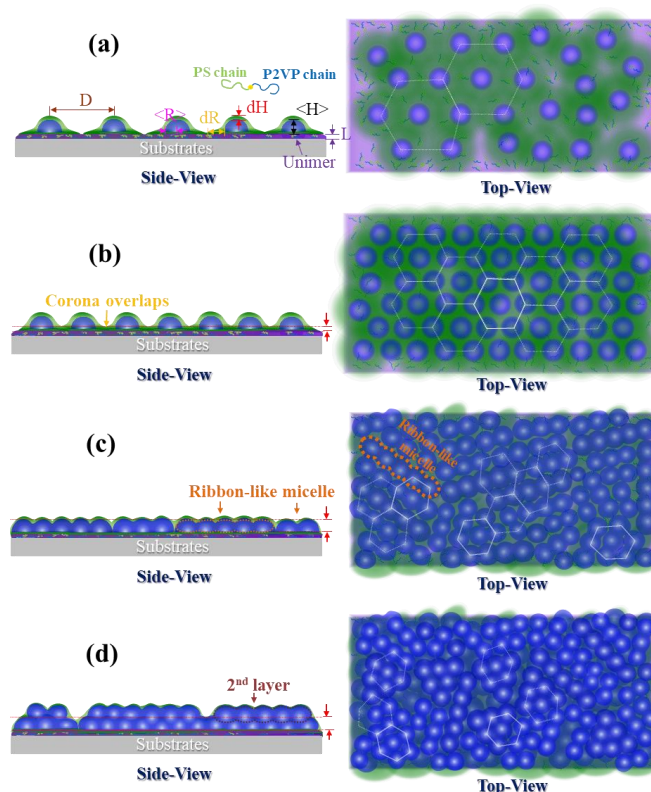 (a)
PS chain
P2VP chain
D
<R>
dR
dH
<H>
L
Substrates
Unimer
Side-View
Top-View
(b)
Corona overlaps
Substrates
Side-View
Top-View
(c)
Ribbon-like micelle
Substrates
Side-View
Ribbon-like
micelle
Top-View
(d)
2nd layer
Substrates
Side-View
Top-View